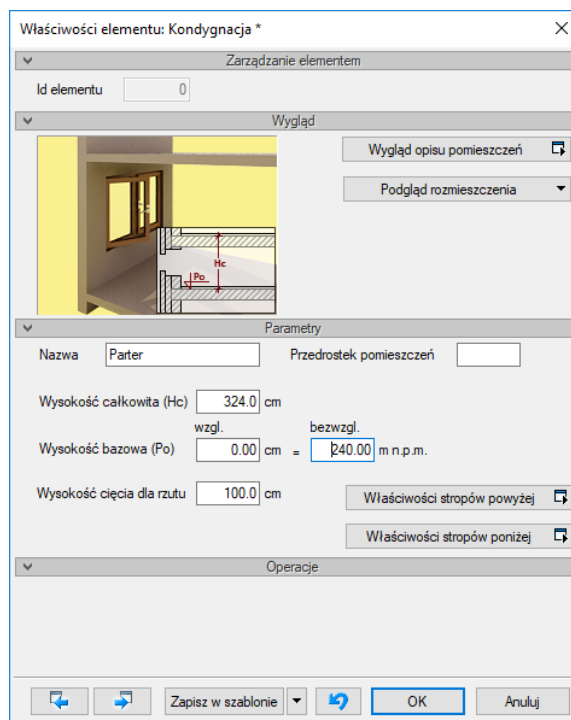 Właściwości elementu: Kondygnacja *
Zarządzanie elementem
Id elementu 0
Wygląd
Wygląd opisu pomieszczeń
Podgląd rozmieszczenia
Hc
Po
Parametry
Nazwa Parter Przedrostek pomieszczeń
Wysokość całkowita (Hc) 324.0 cm
wzgl. bezwzgl.
Wysokość bazowa (Po) 0.00 cm = 240.00 m n.p.m.
Wysokość cięcia dla rzutu 100.0 cm
Właściwości stropów powyżej
Właściwości stropów poniżej
Operacje
Zapisz w szablonie OK Anuluj